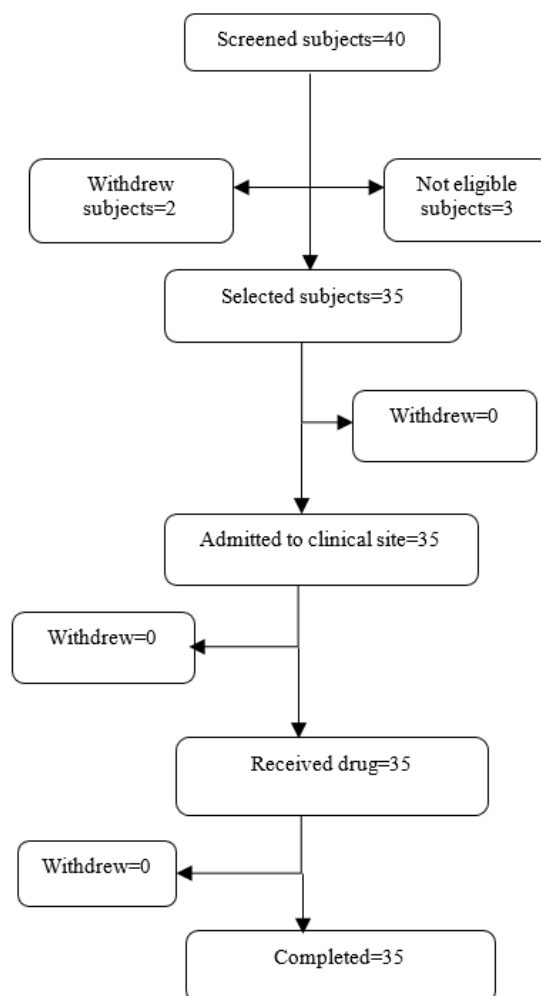 Screened subjects=40
Withdrew
subjects=2
Not eligible
subjects=3
Selected subjects=35
Withdrew=0
Admitted to clinical site=35
Withdrew=0
Received drug=35
Withdrew=0
Completed=35